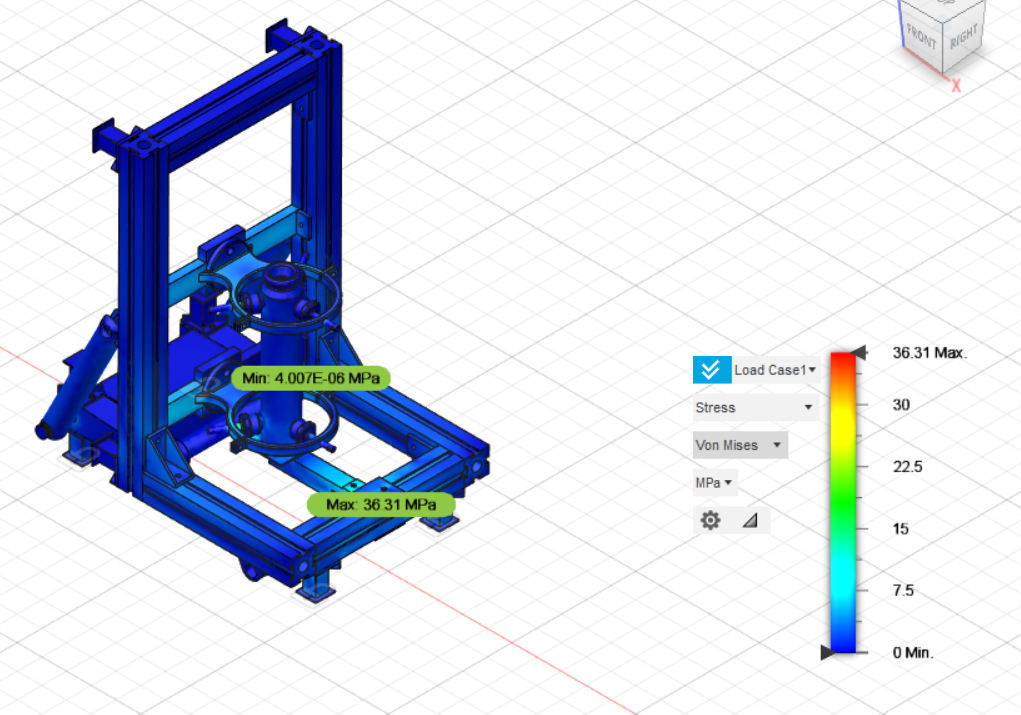 FRONT
RIGHT
X
Load Case1
Stress
Von Mises
MPa
36.31 Max.
30
22.5
15
7.5
0 Min.
Min: 4.007E-06 MPa
Max: 36.31 MPa